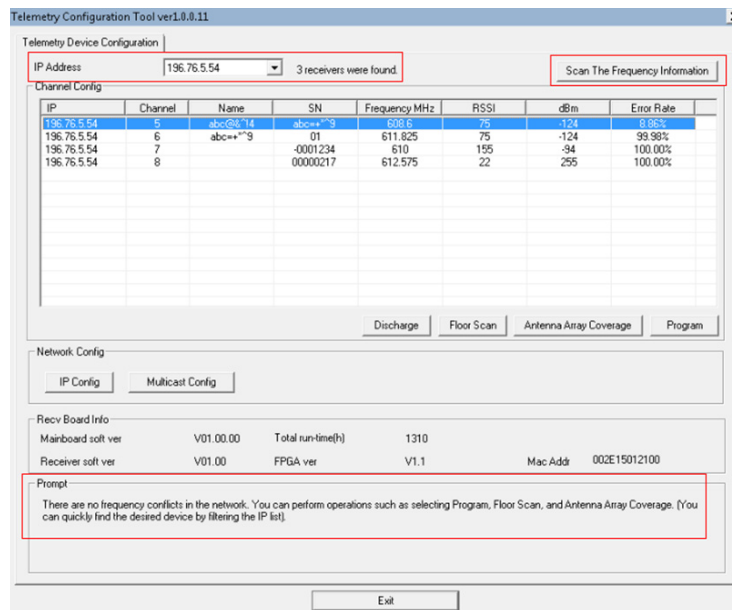 Telemetry Configuration Tool ver1.0.0.11
Telemetry Device Configuration
IP Address 196.76.5.54 3 receivers were found. Scan The Frequency Information
Channel Config
IP Channel Name SN Frequency MHz RSSI dBm Error Rate
196.76.5.54 5 abc@&^14 abc=+"^9 608.6 75 -124 8.86%
196.76.5.54 6 abc=+"^9 01 611.825 75 -124 99.98%
196.76.5.54 7 -0001234 610 155 -94 100.00%
196.76.5.54 8 00000217 612.575 22 255 100.00%
Discharge Floor Scan Antenna Array Coverage Program
Network Config
IP Config Multicast Config
Recv Board Info
Mainboard soft ver V01.00.00 Total run-time(h) 1310
Receiver soft ver V01.00 FPGA ver V1.1 Mac Addr 002E15012100
Prompt
There are no frequency conflicts in the network. You can perform operations such as selecting Program, Floor Scan, and Antenna Array Coverage. (You
can quickly find the desired device by filtering the IP list).
Exit